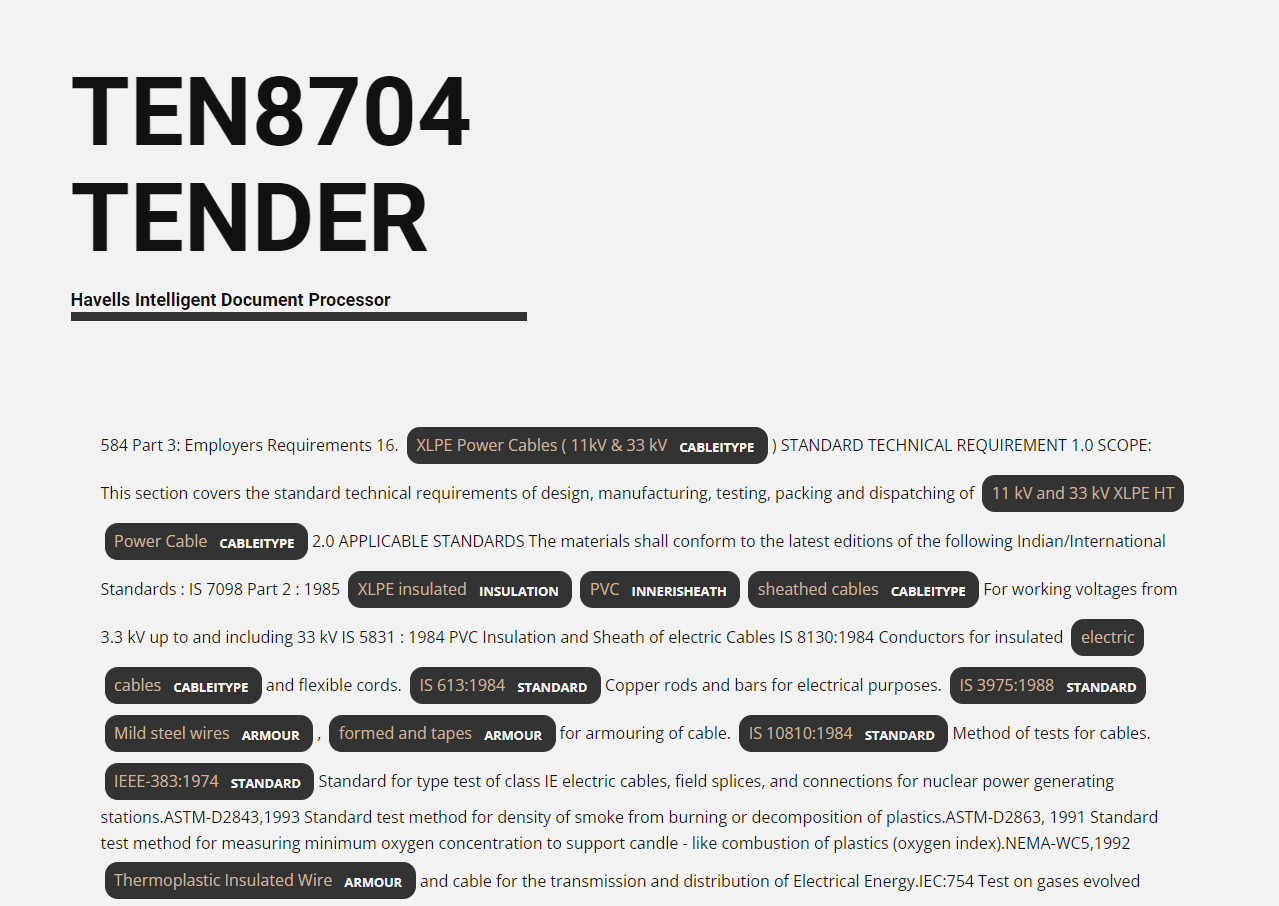 TEN8704
TENDER
Havells Intelligent Document Processor
584 Part 3: Employers Requirements 16. XLPE Power Cables ( 11kV & 33 kV CABLEITYPE ) STANDARD TECHNICAL REQUIREMENT 1.0 SCOPE:
This section covers the standard technical requirements of design, manufacturing, testing, packing and dispatching of 11 kV and 33 kV XLPE HT
Power Cable CABLEITYPE 2.0 APPLICABLE STANDARDS The materials shall conform to the latest editions of the following Indian/International
Standards : IS 7098 Part 2 : 1985 XLPE insulated INSULATION PVC INNERISHEATH sheathed cables CABLEITYPE For working voltages from
3.3 kV up to and including 33 kV IS 5831 : 1984 PVC Insulation and Sheath of electric Cables IS 8130:1984 Conductors for insulated electric
cables CABLEITYPE and flexible cords. IS 613:1984 STANDARD Copper rods and bars for electrical purposes. IS 3975:1988 STANDARD
Mild steel wires ARMOUR , formed and tapes ARMOUR for armouring of cable. IS 10810:1984 STANDARD Method of tests for cables.
IEEE-383:1974 STANDARD Standard for type test of class IE electric cables, field splices, and connections for nuclear power generating
stations.ASTM-D2843,1993 Standard test method for density of smoke from burning or decomposition of plastics.ASTM-D2863, 1991 Standard
test method for measuring minimum oxygen concentration to support candle - like combustion of plastics (oxygen index).NEMA-WC5,1992
Thermoplastic Insulated Wire ARMOUR and cable for the transmission and distribution of Electrical Energy.IEC:754 Test on gases evolved